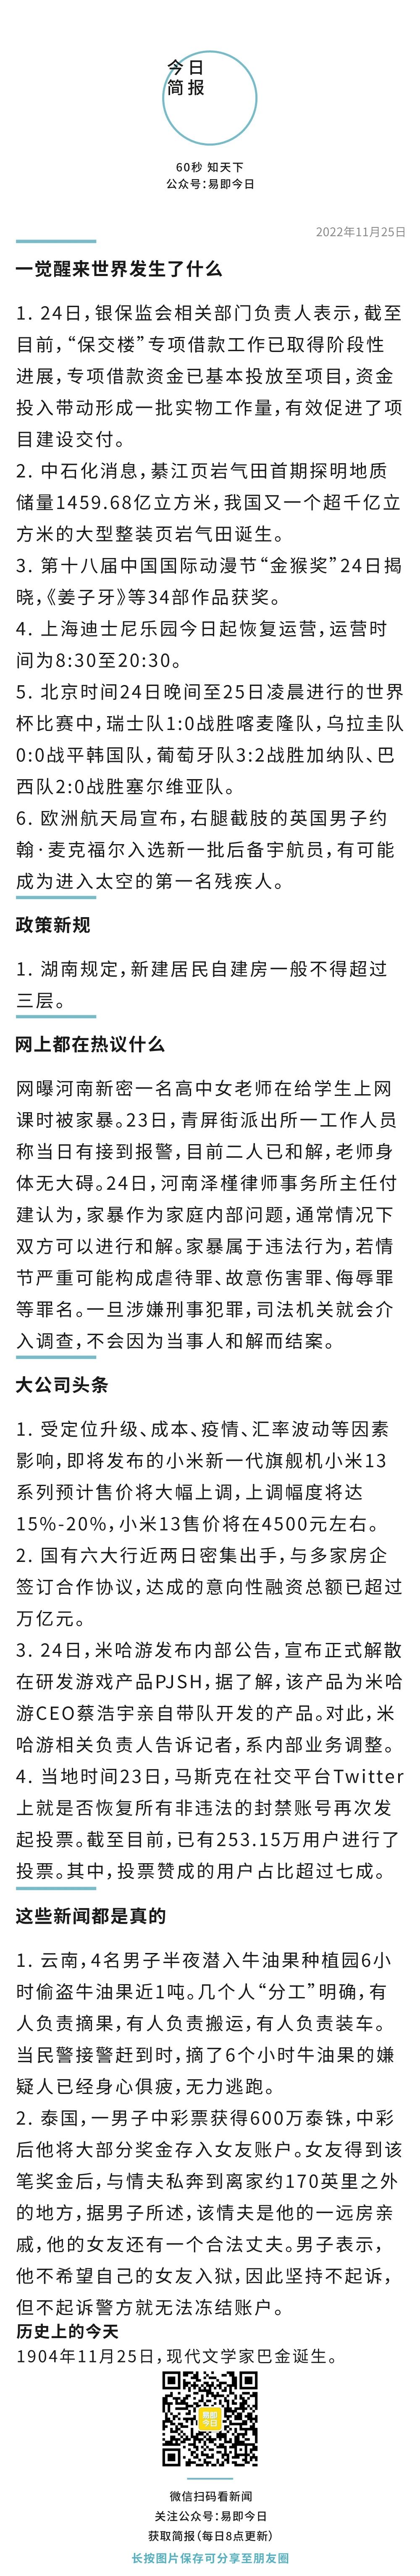 今日
简报
60秒 知天下
公众号：易即今日
2022年11月25日
一觉醒来世界发生了什么
1. 24日，银保监会相关部门负责人表示，截至
目前，“保交楼”专项借款工作已取得阶段性
进展，专项借款资金已基本投放至项目，资金
投入带动形成一批实物工作量，有效促进了项
目建设交付。
2. 中石化消息，綦江页岩气田首期探明地质
储量1459.68亿立方米，我国又一个超千亿立
方米的大型整装页岩气田诞生。
3. 第十八届中国国际动漫节“金猴奖”24日揭
晓，《姜子牙》等34部作品获奖。
4. 上海迪士尼乐园今日起恢复运营，运营时
间为8:30至20:30。
5. 北京时间24日晚间至25日凌晨进行的世界
杯比赛中，瑞士队1:0战胜喀麦隆队，乌拉圭队
0:0战平韩国队，葡萄牙队3:2战胜加纳队、巴
西队2:0战胜塞尔维亚队。
6. 欧洲航天局宣布，右腿截肢的英国男子约
翰·麦克福尔入选新一批后备宇航员，有可能
成为进入太空的第一名残疾人。
政策新规
1. 湖南规定，新建居民自建房一般不得超过
三层。
网上都在热议什么
网曝河南新密一名高中女老师在给学生上网
课时被家暴。23日，青屏街派出所一工作人员
称当日有接到报警，目前二人已和解，老师身
体无大碍。24日，河南泽槿律师事务所主任付
建认为，家暴作为家庭内部问题，通常情况下
双方可以进行和解。家暴属于违法行为，若情
节严重可能构成虐待罪、故意伤害罪、侮辱罪
等罪名。一旦涉嫌刑事犯罪，司法机关就会介
入调查，不会因为当事人和解而结案。
大公司头条
1. 受定位升级、成本、疫情、汇率波动等因素
影响，即将发布的小米新一代旗舰机小米13
系列预计售价将大幅上调，上调幅度将达
15%-20%，小米13售价将在4500元左右。
2. 国有六大行近两日密集出手，与多家房企
签订合作协议，达成的意向性融资总额已超过
万亿元。
3. 24日，米哈游发布内部公告，宣布正式解散
在研发游戏产品PJSH，据了解，该产品为米哈
游CEO蔡浩宇亲自带队开发的产品。对此，米
哈游相关负责人告诉记者，系内部业务调整。
4. 当地时间23日，马斯克在社交平台Twitter
上就是否恢复所有非违法的封禁账号再次发
起投票。截至目前，已有253.15万用户进行了
投票。其中，投票赞成的用户占比超过七成。
这些新闻都是真的
1. 云南，4名男子半夜潜入牛油果种植园6小
时偷盗牛油果近1吨。几个人“分工”明确，有
人负责摘果，有人负责搬运，有人负责装车。
当民警接警赶到时，摘了6个小时牛油果的嫌
疑人已经身心俱疲，无力逃跑。
2. 泰国，一男子中彩票获得600万泰铢，中彩
后他将大部分奖金存入女友账户。女友得到该
笔奖金后，与情夫私奔到离家约170英里之外
的地方，据男子所述，该情夫是他的一远房亲
戚，他的女友还有一个合法丈夫。男子表示，
他不希望自己的女友入狱，因此坚持不起诉，
但不起诉警方就无法冻结账户。
历史上的今天
1904年11月25日，现代文学家巴金诞生。
易即
今日
微信扫码看新闻
关注公众号：易即今日
获取简报（每日8点更新）
长按图片保存可分享至朋友圈